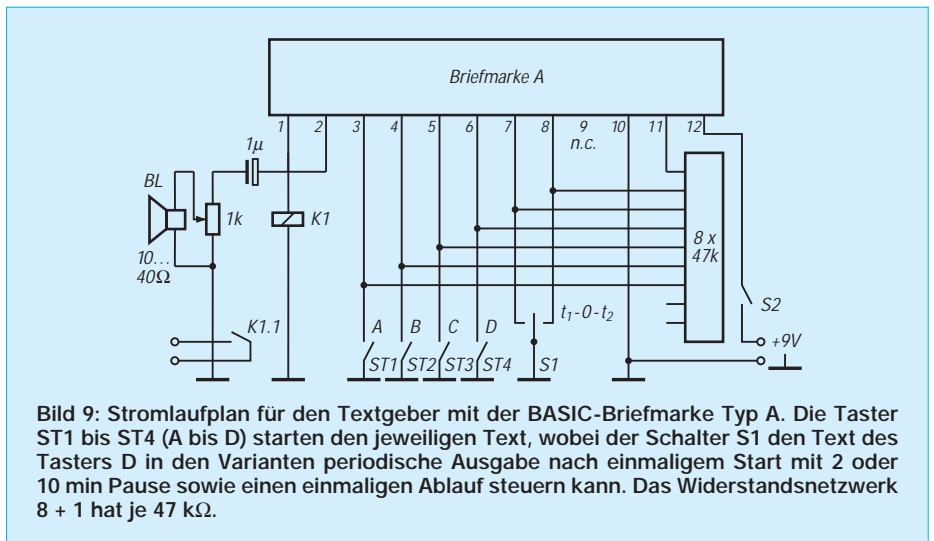 Briefmarke A
1 2 3 4 5 6 7 8 9 10 11 12
n.c.
1µ
BL
1k
K1
8 x
47k
10...
40Ω
S2
t1-0-t2
K1.1
A B C D
+9V
ST1 ST2 ST3 ST4 S1
Bild 9: Stromlaufplan für den Textgeber mit der BASIC-Briefmarke Typ A. Die Taster
ST1 bis ST4 (A bis D) starten den jeweiligen Text, wobei der Schalter S1 den Text des
Tasters D in den Varianten periodische Ausgabe nach einmaligem Start mit 2 oder
10 min Pause sowie einen einmaligen Ablauf steuern kann. Das Widerstandsnetzwerk
8 + 1 hat je 47 kΩ.